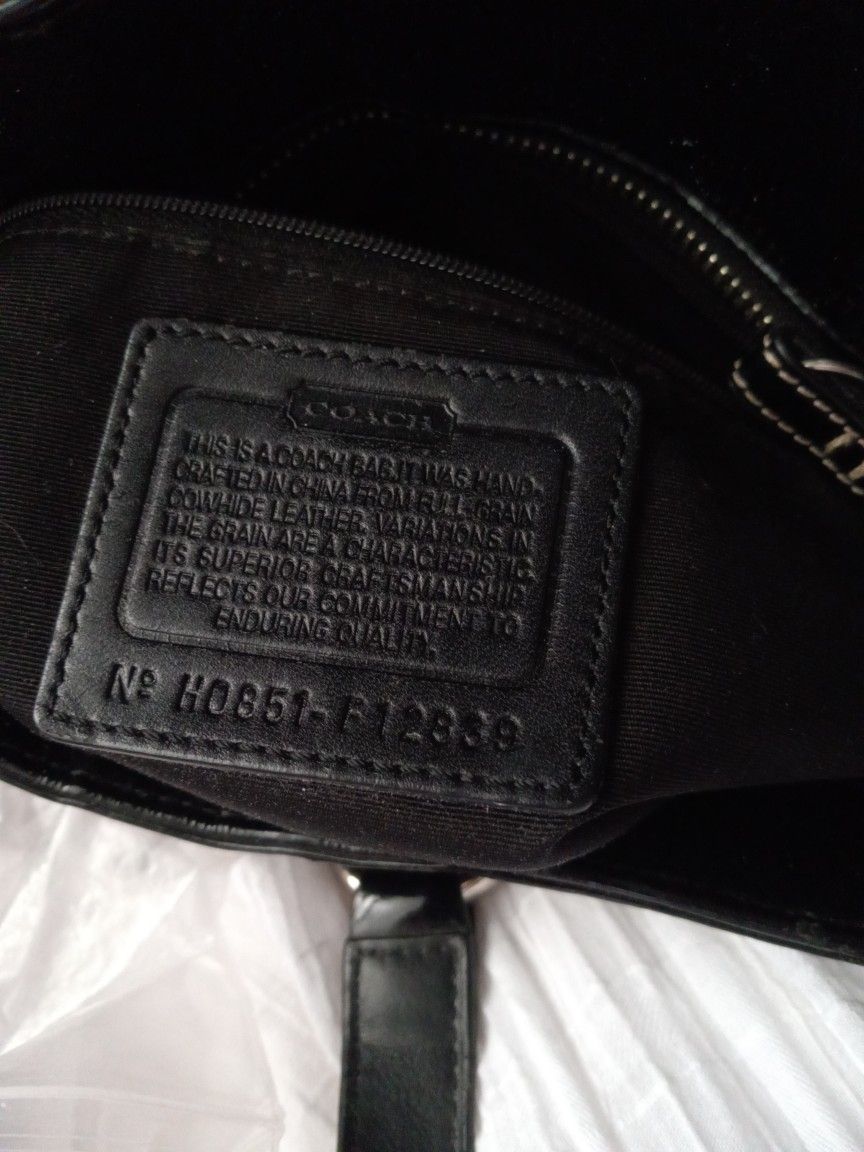 COACH
THIS IS A COACH BAG.IT WAS HAND-
CRAFTED IN CHINA FROM FULL-GRAIN
COWHIDE LEATHER. VARIATIONS IN
THE GRAIN ARE A CHARACTERISTIC.
ITS SUPERIOR CRAFTSMANSHIP
REFLECTS OUR COMMITMENT TO
ENDURING QUALITY.
Nº H0851-F12839